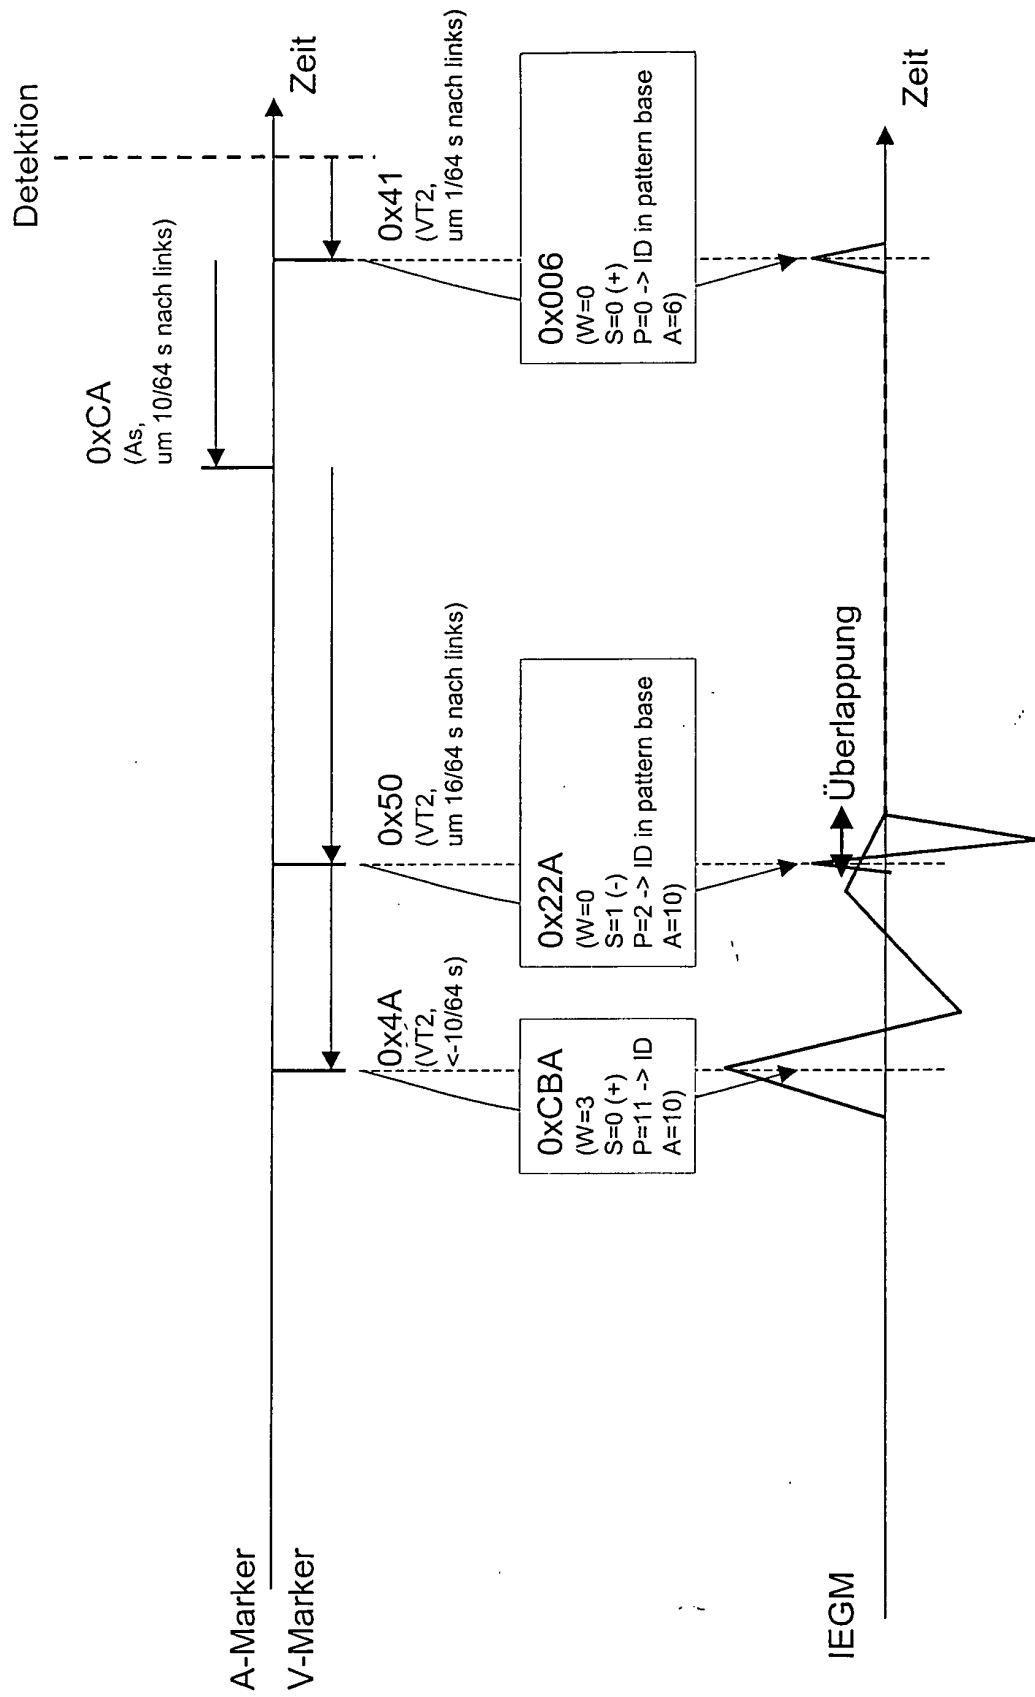 Detektion
0xCA
(As,
um 10/64 s nach links)
A-Marker
Zeit
V-Marker
0x4A
(VT2,
<-10/64 s)
0x50
(VT2,
um 16/64 s nach links)
0x41
(VT2,
um 1/64 s nach links)
0xCBA
(W=3
S=0 (+)
P=11 -> ID
A=10)
0x22A
(W=0
S=1 (-)
P=2 -> ID in pattern base
A=10)
0x006
(W=0
S=0 (+)
P=0 -> ID in pattern base
A=6)
Überlappung
IEGM
Zeit